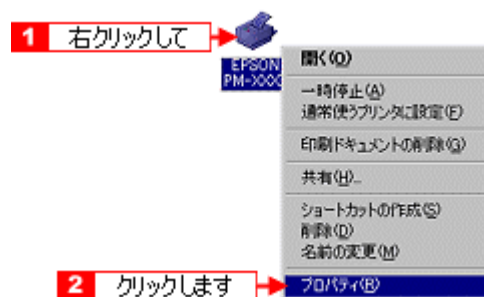 1 右クリックして
EPSON
PM-XXXX
開く(O)
一時停止(A)
通常使うプリンタに設定(F)
印刷ドキュメントの削除(G)
共有(H)...
ショートカットの作成(S)
削除(D)
名前の変更(M)
2 クリックします
プロパティ(R)